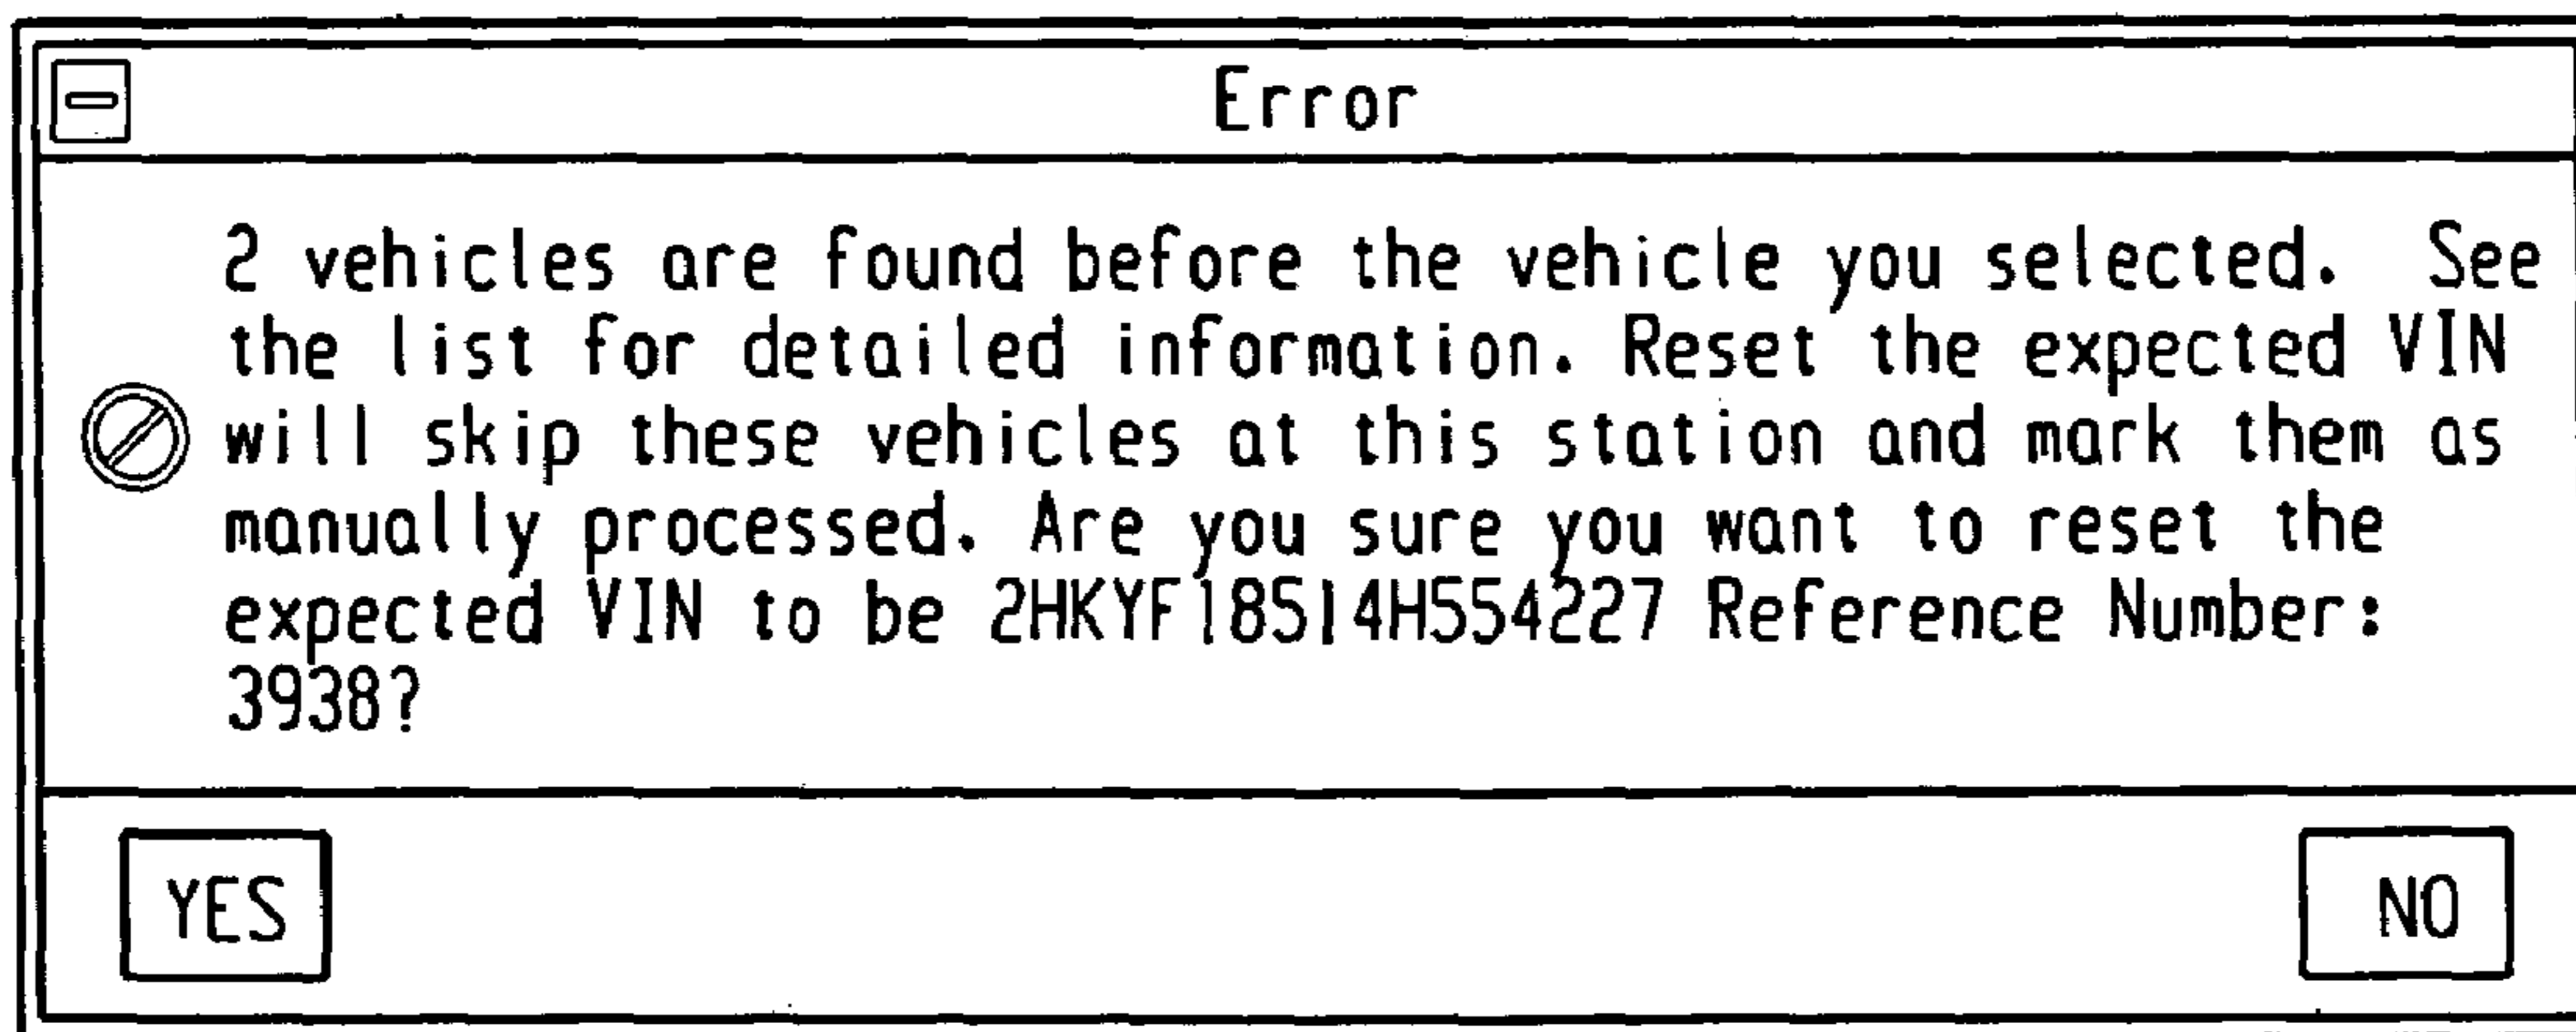 Error
2 vehicles are found before the vehicle you selected. See
the list for detailed information. Reset the expected VIN
will skip these vehicles at this station and mark them as
manually processed. Are you sure you want to reset the
expected VIN to be 2HKYF18514H554227 Reference Number:
3938?
YES NO